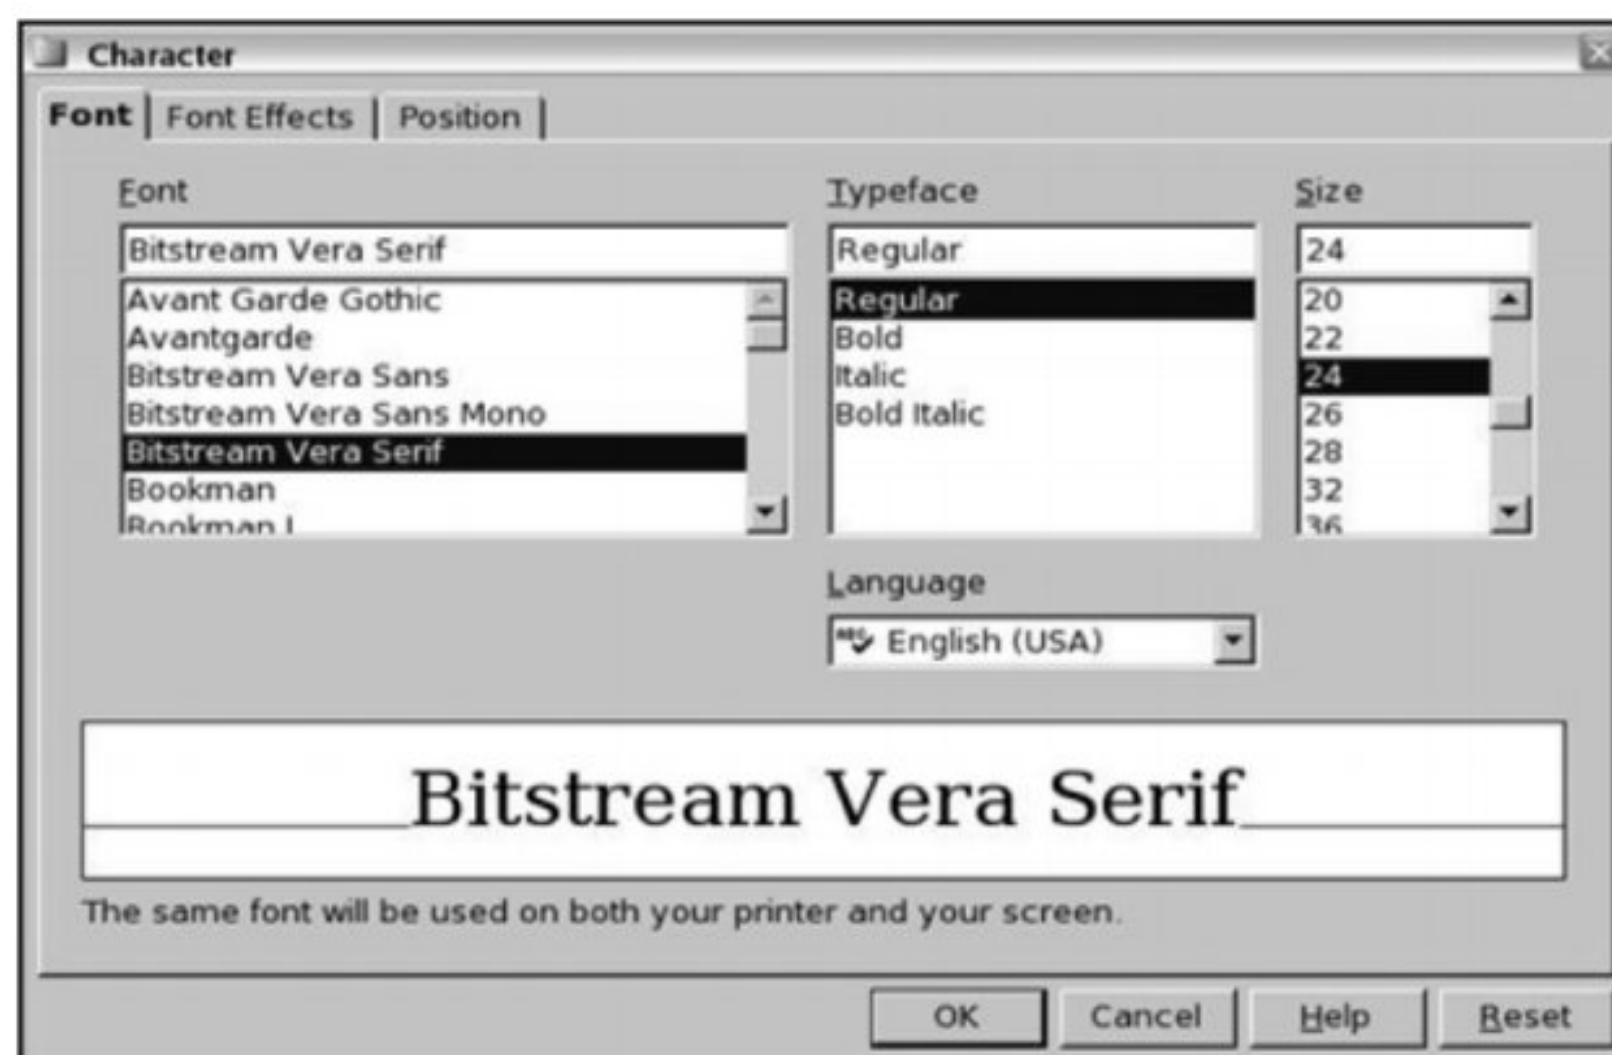 Character
Font Font Effects Position
Font Typeface Size
Bitstream Vera Serif Regular 24
Avant Garde Gothic Regular 20
Avantgarde Bold 22
Bitstream Vera Sans Italic 24
Bitstream Vera Sans Mono Bold Italic 26
Bitstream Vera Serif 28
Bookman 32
Bookman L 36
Language
ABC English (USA)
Bitstream Vera Serif
The same font will be used on both your printer and your screen.
OK Cancel Help Reset